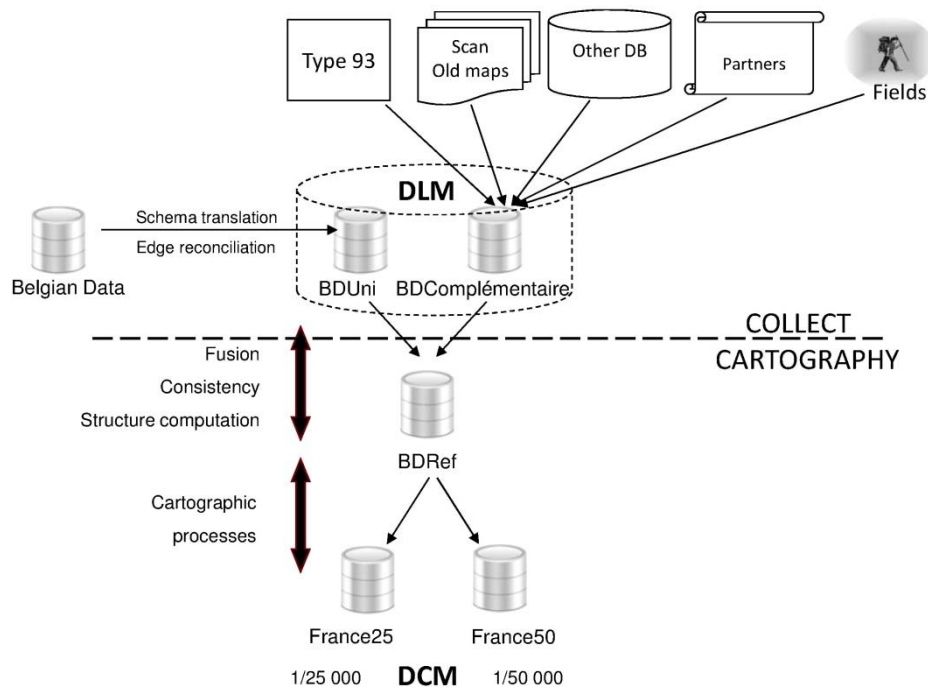 Type 93
Scan
Old maps
Other DB
Partners
Fields
DLM
Schema translation
Edge reconciliation
Belgian Data
BDUni
BDComplémentaire
COLLECT
CARTOGRAPHY
Fusion
Consistency
Structure computation
BDRef
Cartographic
processes
France25
France50
1/25 000
DCM
1/50 000